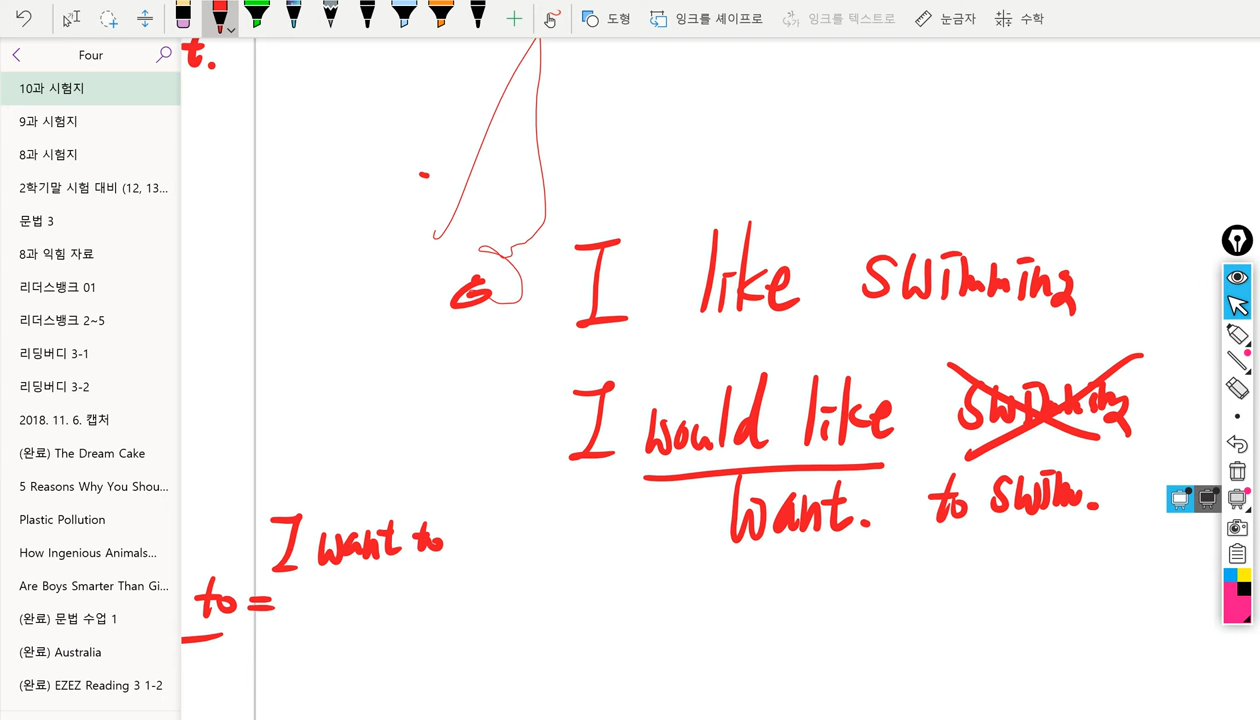 도형
잉크를 셰이프로
잉크를 텍스트로
눈금자
수학
Four
10과 시험지
9과 시험지
8과 시험지
2학기말 시험 대비 (12, 13...
문법 3
8과 익힘 자료
리더스뱅크 01
리더스뱅크 2~5
리딩버디 3-1
리딩버디 3-2
2018. 11. 6. 캡처
(완료) The Dream Cake
5 Reasons Why You Shou...
Plastic Pollution
How Ingenious Animals...
Are Boys Smarter Than Gi...
(완료) 문법 수업 1
(완료) Australia
(완료) EZEZ Reading 3 1-2
t.
I like swimming
I would like swimming
want. to swim.
I want to
to =